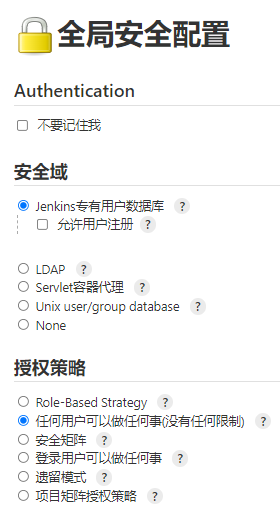 全局安全配置
Authentication
不要记住我
安全域
Jenkins专有用户数据库 ?
允许用户注册 ?
LDAP ?
Servlet容器代理 ?
Unix user/group database ?
None
授权策略
Role-Based Strategy ?
任何用户可以做任何事(没有任何限制) ?
安全矩阵 ?
登录用户可以做任何事 ?
遗留模式 ?
项目矩阵授权策略 ?